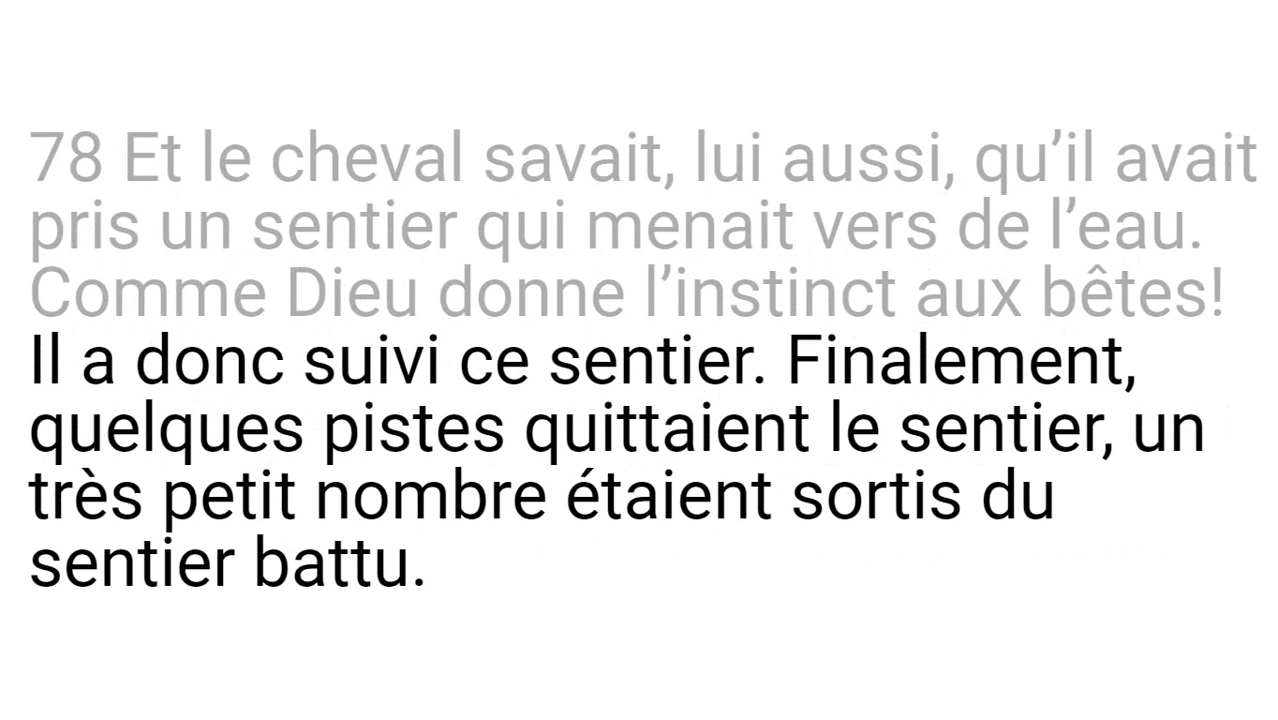 78 Et le cheval savait, lui aussi, qu’il avait
pris un sentier qui menait vers de l’eau.
Comme Dieu donne l’instinct aux bêtes!
Il a donc suivi ce sentier. Finalement,
quelques pistes quittaient le sentier, un
très petit nombre étaient sortis du
sentier battu.